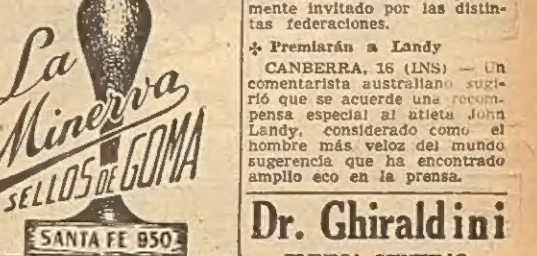 La
Minerva
SELLOS DE GOMA
SANTA FE 950
mente invitado por las distin-
tas federaciones.
✣ Premiarán a Landy
CANBERRA, 16 (INS) — Un
comentarista australiano sugi-
rió que se acuerde una recom-
pensa especial al atleta John
Landy, considerado como el
hombre más veloz del mundo
sugerencia que ha encontrado
amplio eco en la prensa.
Dr. Ghiraldini